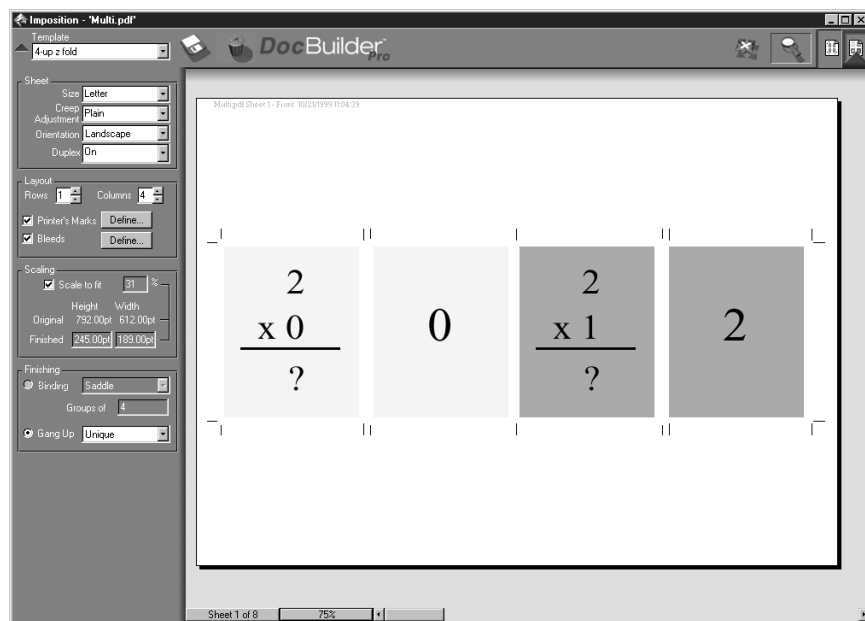 Imposition - 'Multi.pdf'
Template
4-up z fold
DocBuilder™
Pro
Sheet
Size Letter
Creep
Adjustment Plain
Orientation Landscape
Duplex On
Layout
Rows 1 Columns 4
Printer's Marks Define...
Bleeds Define...
Scaling
Scale to fit 31 %
Height Width
Original 792.00pt 612.00pt
Finished 245.00pt 189.00pt
Finishing
Binding Saddle
Groups of 4
Gang Up Unique
Multi.pdf Sheet 1 - Front 10/21/1999 11:04:39
2
x 0
?
0
2
x 1
?
2
Sheet 1 of 8 75%